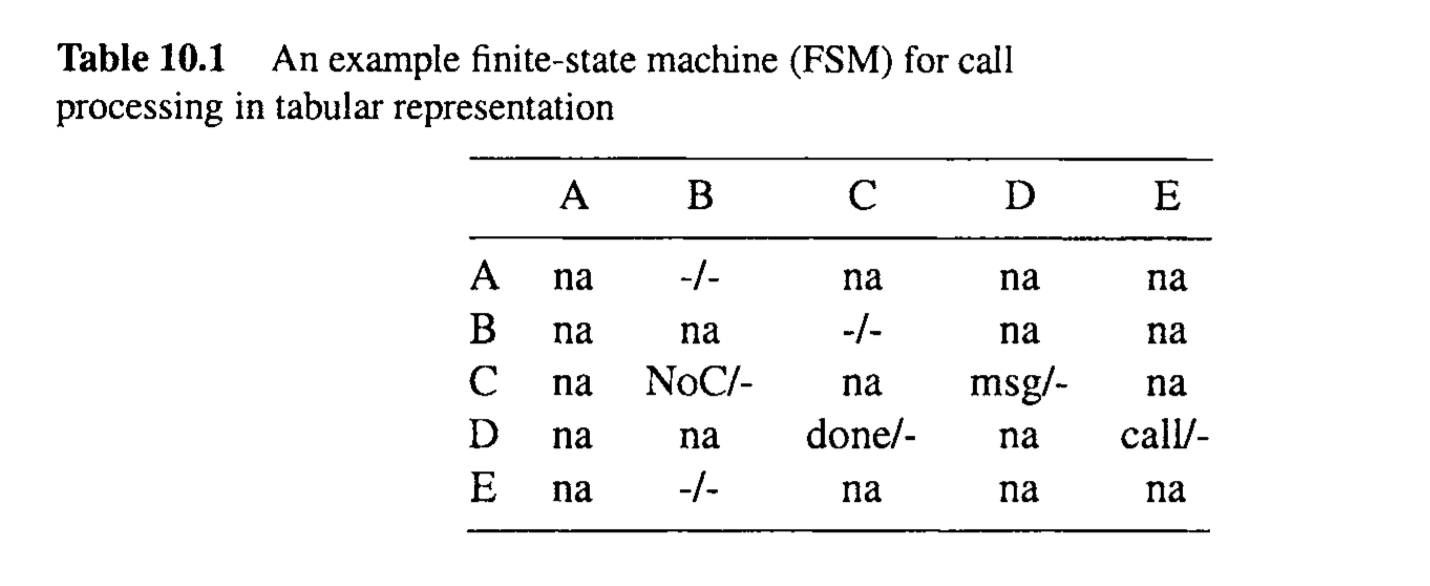 Table 10.1 An example finite-state machine (FSM) for call
processing in tabular representation
A B C D E
A na -/- na na na
B na na -/- na na
C na NoC/- na msg/- na
D na na done/- na call/-
E na -/- na na na